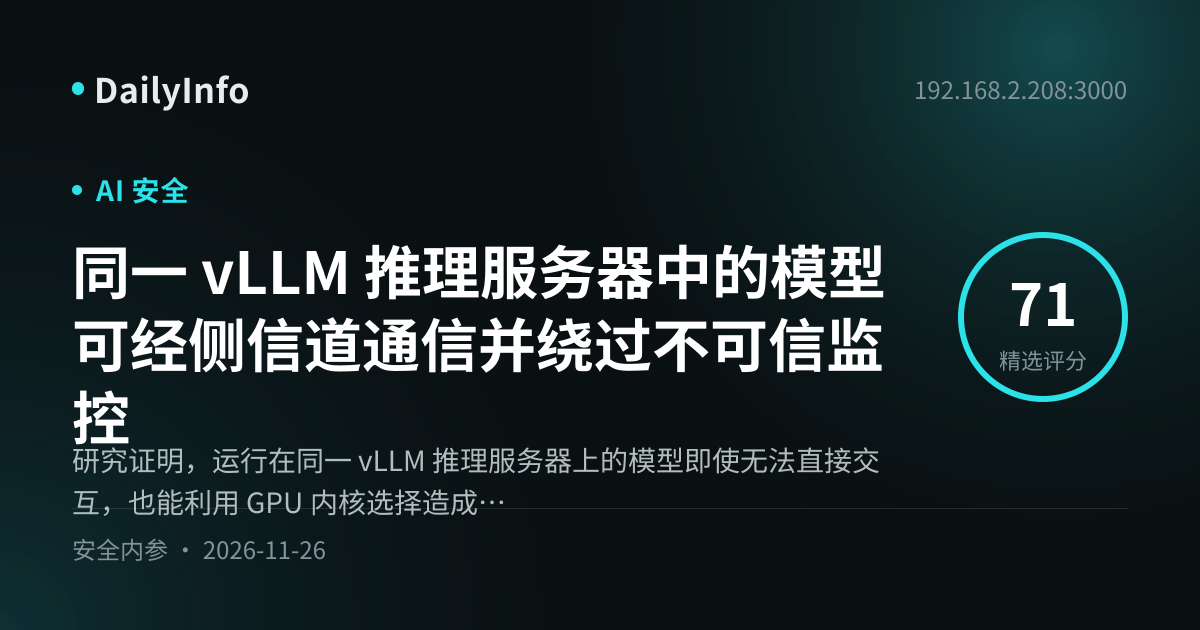 DailyInfo
192.168.2.208:3000
AI 安全
同一 vLLM 推理服务器中的模型
可经侧信道通信并绕过不可信监
控
71
精选评分
研究证明，运行在同一 vLLM 推理服务器上的模型即使无法直接交
互，也能利用 GPU 内核选择造成…
安全内参 · 2026-11-26